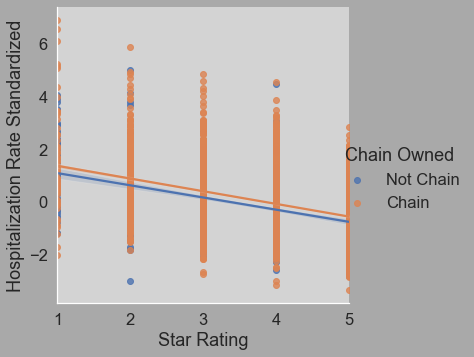 Hospitalization Rate Standardized
6
4
2
0
−2
1
2
3
4
5
Star Rating
Chain Owned
Not Chain
Chain